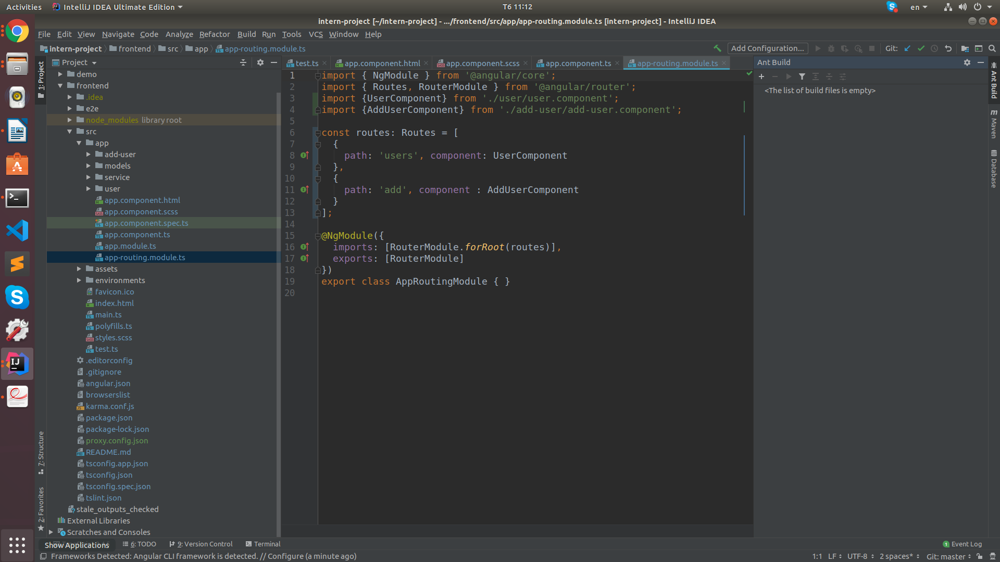 Activities
IntelliJ IDEA Ultimate Edition
T6 11:12
en
intern-project [~/intern-project] - .../frontend/src/app/app-routing.module.ts [intern-project] - IntelliJ IDEA
File Edit View Navigate Code Analyze Refactor Build Run Tools VCS Window Help
intern-project frontend src app app-routing.module.ts
Add Configuration...
Git:
1: Project
7: Structure
2: Favorites
Project
demo
frontend
.idea
e2e
node_modules library root
src
app
add-user
models
service
user
app.component.html
app.component.scss
app.component.spec.ts
app.component.ts
app.module.ts
app-routing.module.ts
assets
environments
favicon.ico
index.html
main.ts
polyfills.ts
styles.scss
test.ts
.editorconfig
.gitignore
angular.json
browserslist
karma.conf.js
package.json
package-lock.json
proxy.config.json
README.md
tsconfig.app.json
tsconfig.json
tsconfig.spec.json
tslint.json
stale_outputs_checked
External Libraries
Scratches and Consoles
test.ts app.component.html app.component.scss app.component.ts app-routing.module.ts
1 import { NgModule } from '@angular/core';
2 import { Routes, RouterModule } from '@angular/router';
3 import {UserComponent} from './user/user.component';
4 import {AddUserComponent} from './add-user/add-user.component';
5
6 const routes: Routes = [
7 {
8 path: 'users', component: UserComponent
9 },
10 {
11 path: 'add', component : AddUserComponent
12 }
13 ];
14
15 @NgModule({
16 imports: [RouterModule.forRoot(routes)],
17 exports: [RouterModule]
18 })
19 export class AppRoutingModule { }
20
Ant Build
<The list of build files is empty>
Ant Build
Maven
Database
Show Applications
6: TODO
9: Version Control
Terminal
1 Event Log
Frameworks Detected: Angular CLI framework is detected. // Configure (a minute ago)
1:1 LF UTF-8 2 spaces* Git: master